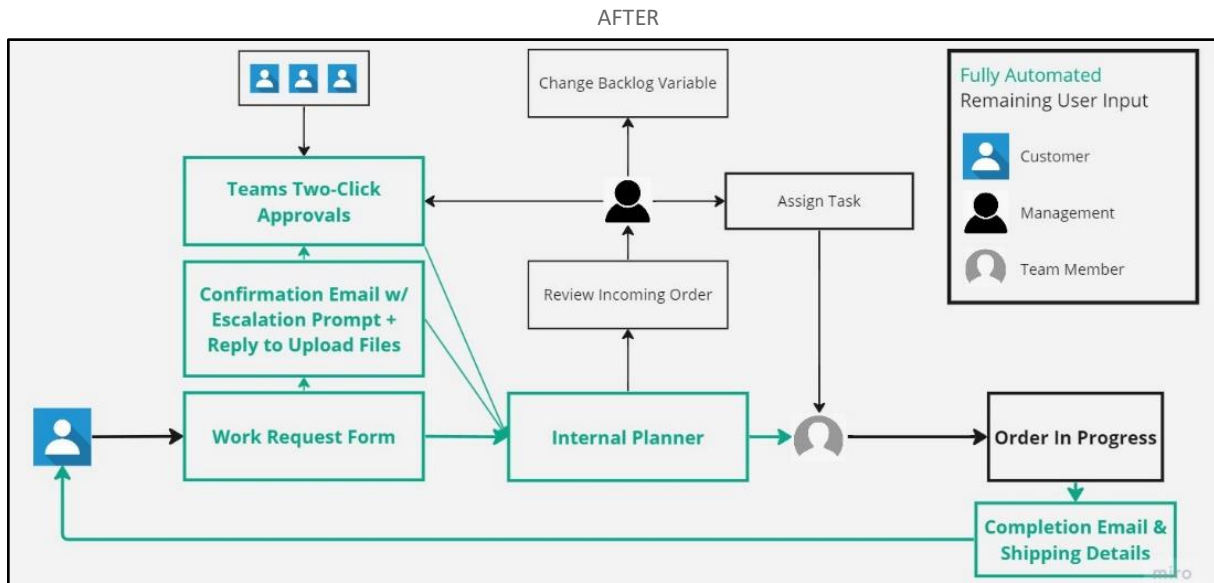 AFTER
Change Backlog Variable
Fully Automated
Remaining User Input
Customer
Management
Team Member
Teams Two-Click
Approvals
Assign Task
Confirmation Email w/
Escalation Prompt +
Reply to Upload Files
Review Incoming Order
Work Request Form
Internal Planner
Order In Progress
Completion Email &
Shipping Details
miro